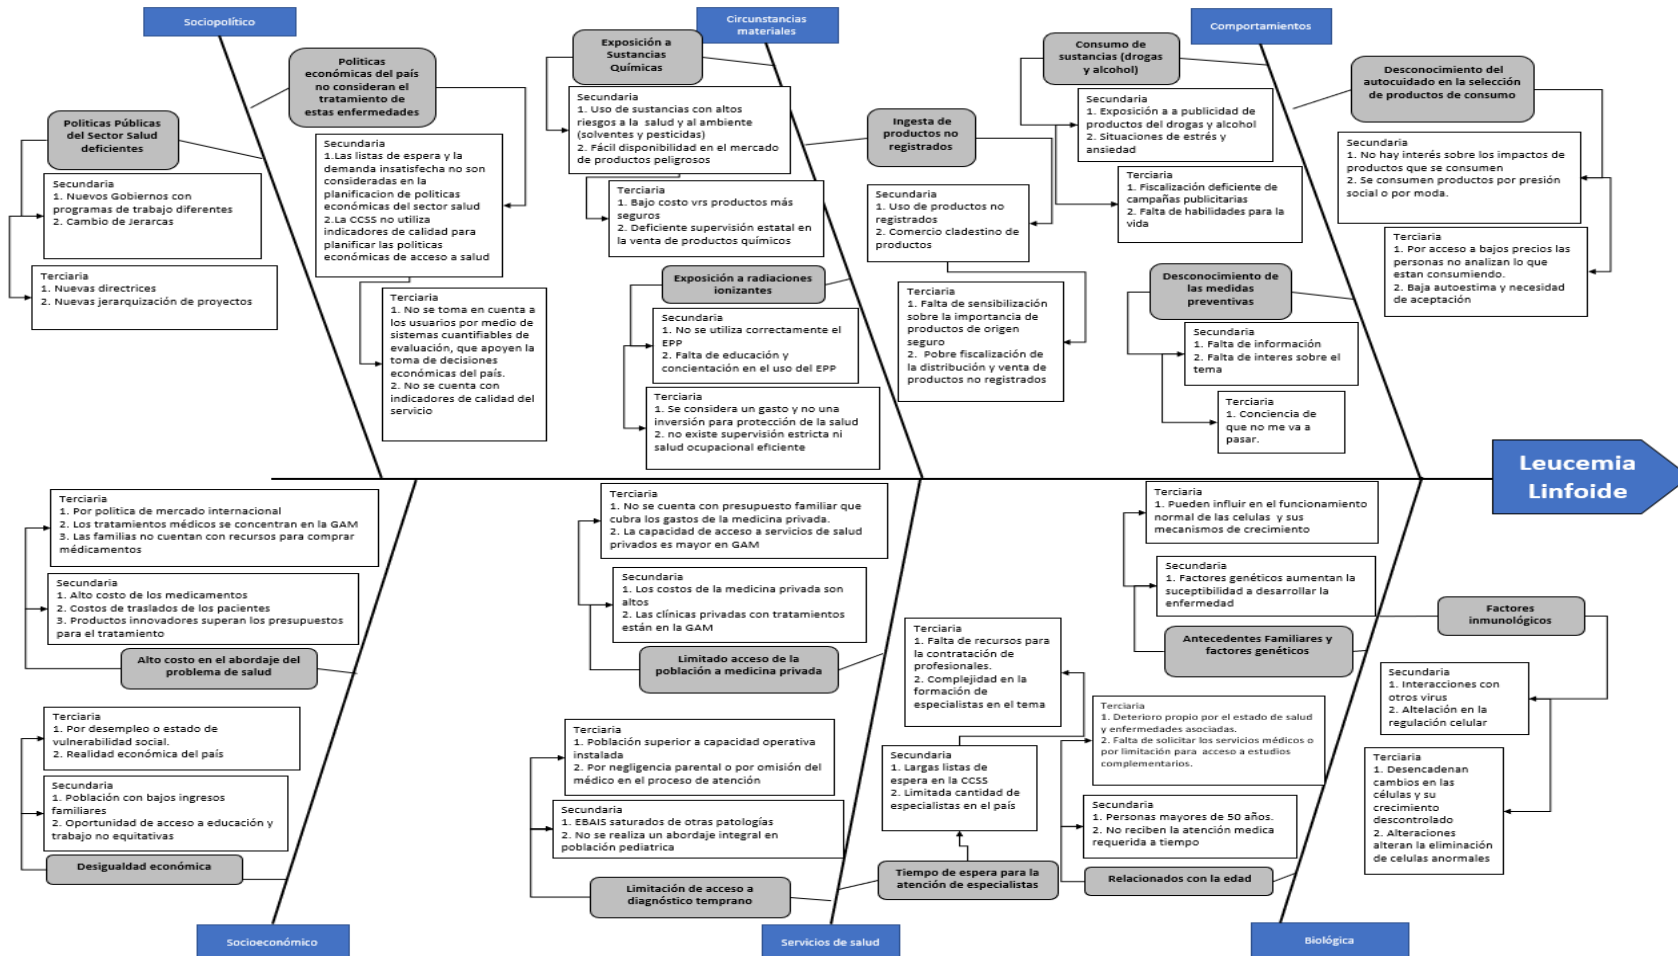 Sociopolítico
Circunstancias
materiales
Comportamientos
Politicas
económicas del país
no consideran el
tratamiento de
estas enfermedades
Politicas Públicas
del Sector Salud
deficientes
Secundaria
1. Nuevos Gobiernos con
programas de trabajo diferentes
2. Cambio de Jerarcas
Terciaria
1. Nuevas directrices
2. Nuevas jerarquización de proyectos
Secundaria
1.Las listas de espera y la
demanda insatisfecha no son
consideradas en la
planificacion de politicas
económicas del sector salud
2.La CCSS no utiliza
indicadores de calidad para
planificar las politicas
económicas de acceso a salud
Terciaria
1. No se toma en cuenta a
los usuarios por medio de
sistemas cuantifiables de
evaluación, que apoyen la
toma de decisiones
económicas del país.
2. No se cuenta con
indicadores de calidad del
servicio
Exposición a
Sustancias
Químicas
Secundaria
1. Uso de sustancias con altos
riesgos a la salud y al ambiente
(solventes y pesticidas)
2. Fácil disponibilidad en el
mercado de productos peligrosos
Terciaria
1. Bajo costo vrs productos más
seguros
2. Deficiente supervisión estatal en
la venta de productos químicos
Exposición a radiaciones
ionizantes
Secundaria
1. No se utiliza correctamente el
EPP
2. Falta de educación y
concientación en el uso del EPP
Terciaria
1. Se considera un gasto y no una
inversión para protección de la salud
2. no existe supervisión estricta ni
salud ocupacional eficiente
Ingesta de
productos no
registrados
Secundaria
1. Uso de productos no
registrados
2. Comercio cladestino de
productos
Terciaria
1. Falta de sensibilización
sobre la importancia de
productos de origen
seguro
2. Pobre fiscalización de
la distribución y venta de
productos no registrados
Consumo de
sustancias (drogas
y alcohol)
Secundaria
1. Exposición a a publicidad de
productos del drogas y alcohol
2. Situaciones de estrés y
ansiedad
Terciaria
1. Fiscalización deficiente de
campañas publicitarias
2. Falta de habilidades para la
vida
Desconocimiento de
las medidas
preventivas
Secundaria
1. Falta de información
2. Falta de interes sobre el
tema
Terciaria
1. Conciencia de
que no me va a
pasar.
Desconocimiento del
autocuidado en la selección
de productos de consumo
Secundaria
1. No hay interés sobre los impactos de
productos que se consumen
2. Se consumen productos por presión
social o por moda.
Terciaria
1. Por acceso a bajos precios las
personas no analizan lo que
estan consumiendo.
2. Baja autoestima y necesidad
de aceptación
Leucemia
Linfoide
Terciaria
1. Por politica de mercado internacional
2. Los tratamientos médicos se concentran en la GAM
3. Las familias no cuentan con recursos para comprar
médicamentos
Secundaria
1. Alto costo de los medicamentos
2. Costos de traslados de los pacientes
3. Productos innovadores superan los presupuestos
para el tratamiento
Alto costo en el abordaje del
problema de salud
Terciaria
1. Por desempleo o estado de
vulnerabilidad social.
2. Realidad económica del país
Secundaria
1. Población con bajos ingresos
familiares
2. Oportunidad de acceso a educación y
trabajo no equitativas
Desigualdad económica
Socioeconómico
Terciaria
1. No se cuenta con presupuesto familiar que
cubra los gastos de la medicina privada.
2. La capacidad de acceso a servicios de salud
privados es mayor en GAM
Secundaria
1. Los costos de la medicina privada son
altos
2. Las clínicas privadas con tratamientos
están en la GAM
Limitado acceso de la
población a medicina privada
Terciaria
1. Población superior a capacidad operativa
instalada
2. Por negligencia parental o por omisión del
médico en el proceso de atención
Secundaria
1. EBAIS saturados de otras patologías
2. No se realiza un abordaje integral en
población pediatrica
Limitación de acceso a
diagnóstico temprano
Servicios de salud
Terciaria
1. Falta de recursos para
la contratación de
profesionales.
2. Complejidad en la
formación de
especialistas en el tema
Secundaria
1. Largas listas de
espera en la CCSS
2. Limitada cantidad de
especialistas en el país
Tiempo de espera para la
atención de especialistas
Terciaria
1. Pueden influir en el funcionamiento
normal de las celulas y sus
mecanismos de crecimiento
Secundaria
1. Factores genéticos aumentan la
suceptibilidad a desarrollar la
enfermedad
Antecedentes Familiares y
factores genéticos
Terciaria
1. Deterioro propio por el estado de salud
y enfermedades asociadas.
2. Falta de solicitar los servicios médicos o
por limitación para acceso a estudios
complementarios.
Secundaria
1. Personas mayores de 50 años.
2. No reciben la atención medica
requerida a tiempo
Relacionados con la edad
Biológica
Factores
inmunológicos
Secundaria
1. Interacciones con
otros virus
2. Altelación en la
regulación celular
Terciaria
1. Desencadenan
cambios en las
células y su
crecimiento
descontrolado
2. Alteraciones
alteran la eliminación
de celulas anormales